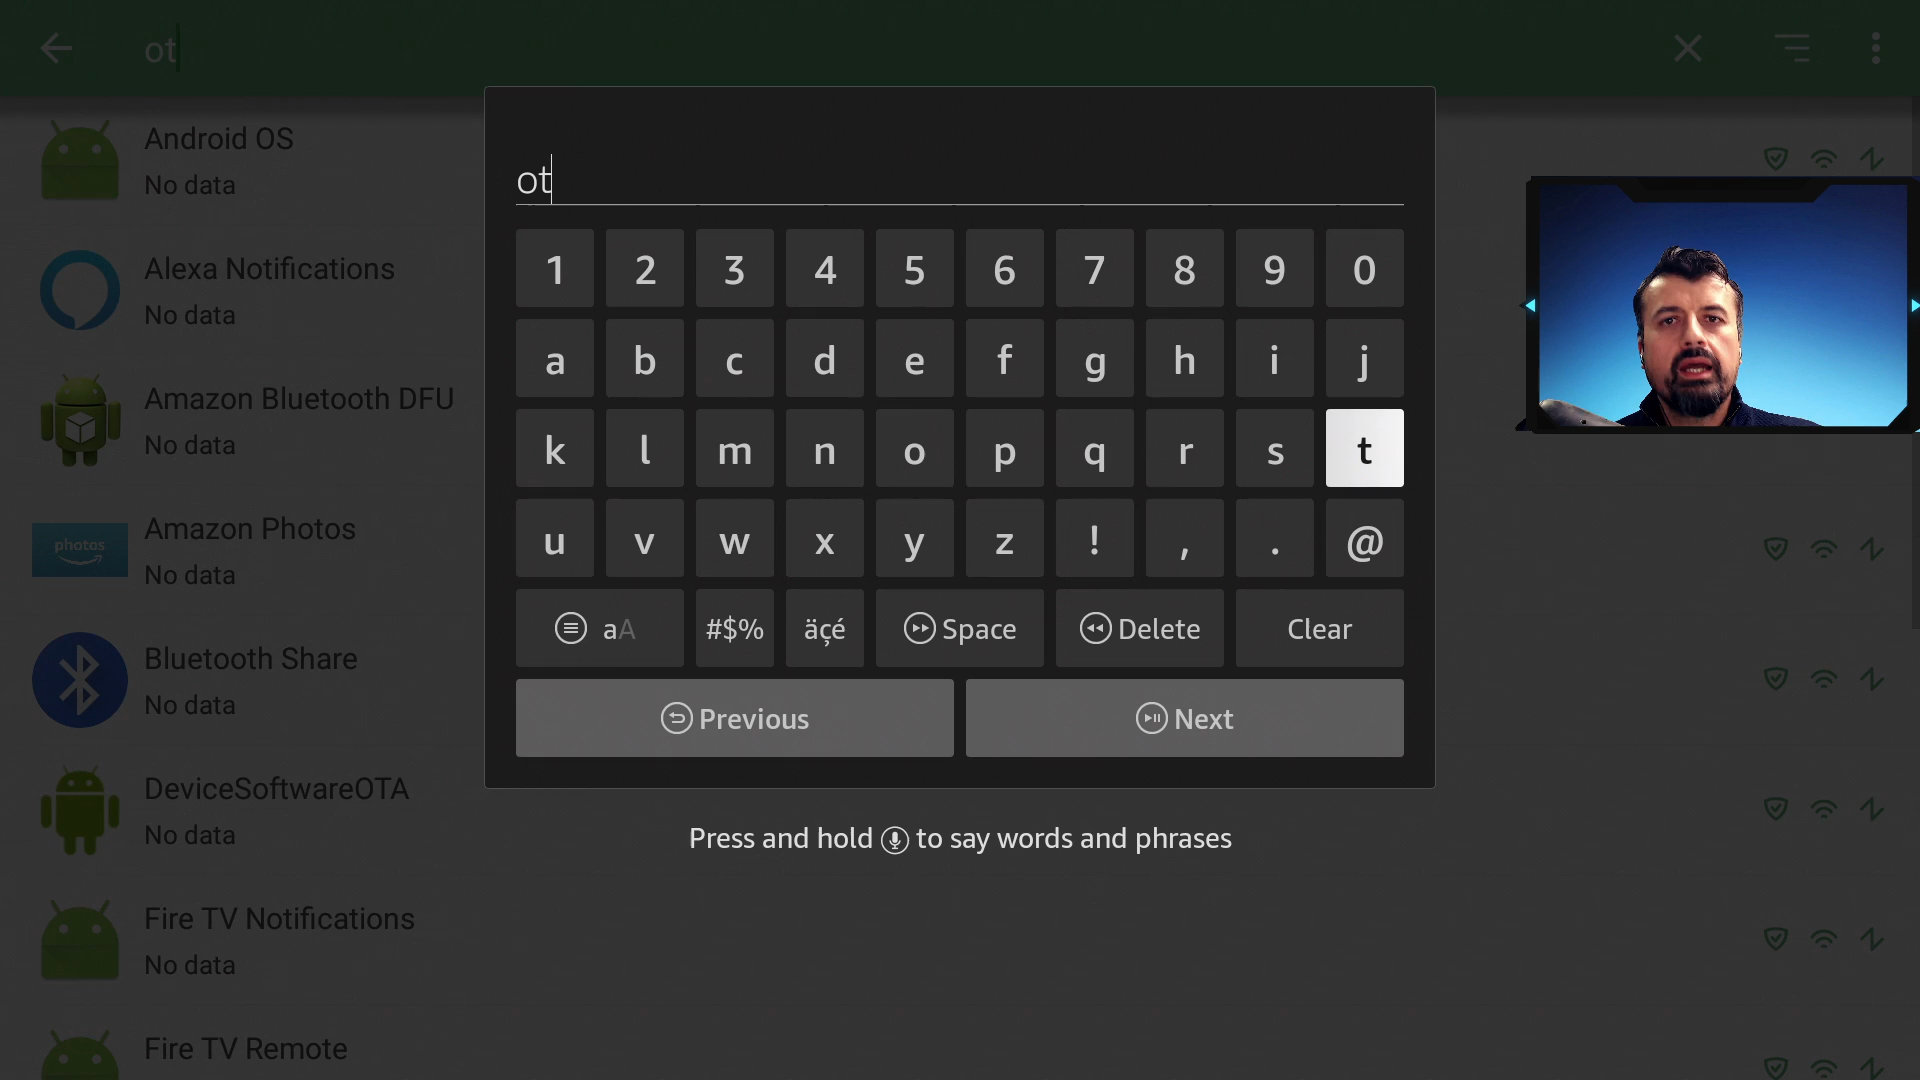 ot
Android OS
No data
Alexa Notifications
No data
Amazon Bluetooth DFU
No data
photos
Amazon Photos
No data
Bluetooth Share
No data
DeviceSoftwareOTA
No data
Fire TV Notifications
No data
Fire TV Remote
ot
1 2 3 4 5 6 7 8 9 0
a b c d e f g h i j
k l m n o p q r s t
u v w x y z ! , . @
aA #$% äçé Space Delete Clear
Previous Next
Press and hold to say words and phrases